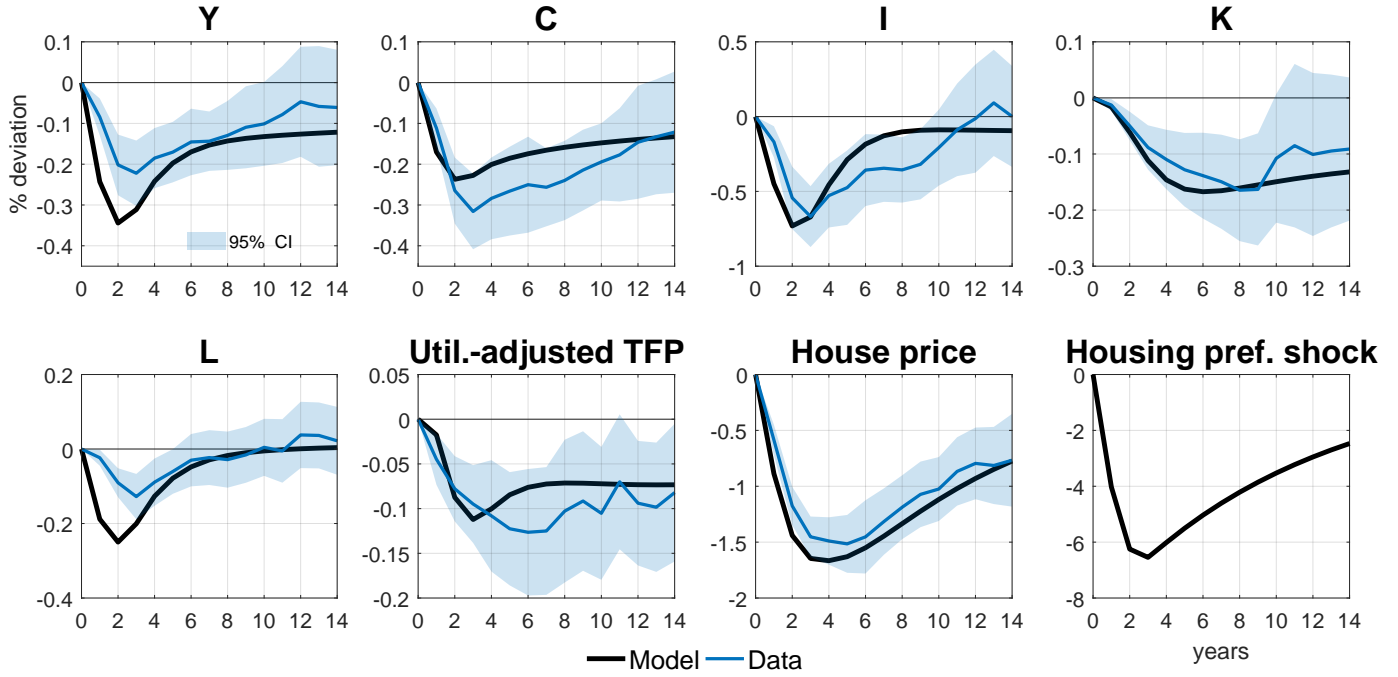 Y
C
I
K
% deviation
0.1
0
-0.1
-0.2
-0.3
-0.4
95% CI
0 2 4 6 8 10 12 14
0.1
0
-0.1
-0.2
-0.3
-0.4
0 2 4 6 8 10 12 14
0.5
0
-0.5
-1
0 2 4 6 8 10 12 14
0.1
0
-0.1
-0.2
-0.3
0 2 4 6 8 10 12 14
L
Util.-adjusted TFP
House price
Housing pref. shock
0.2
0
-0.2
-0.4
0 2 4 6 8 10 12 14
0.05
0
-0.05
-0.1
-0.15
-0.2
0 2 4 6 8 10 12 14
0
-0.5
-1
-1.5
-2
0 2 4 6 8 10 12 14
0
-2
-4
-6
-8
0 2 4 6 8 10 12 14
years
Model Data